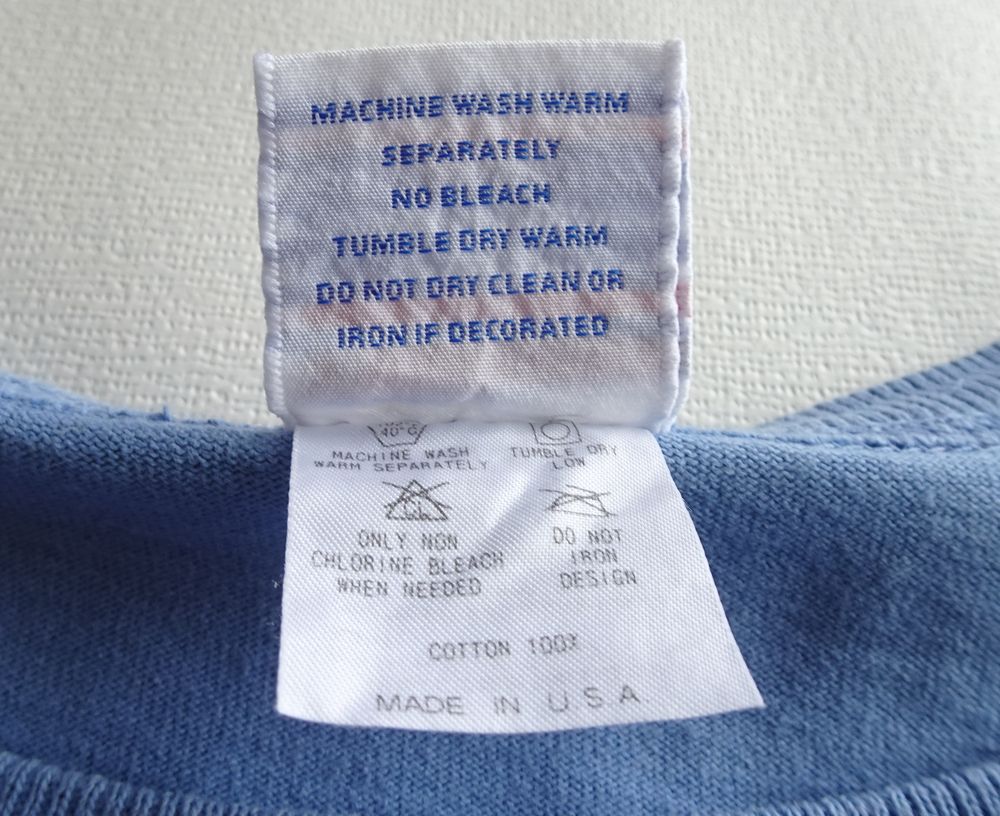 MACHINE WASH WARM
SEPARATELY
NO BLEACH
TUMBLE DRY WARM
DO NOT DRY CLEAN OR
IRON IF DECORATED
40°C
MACHINE WASH
WARM SEPARATELY
TUMBLE DRY
LOW
CL
ONLY NON
CHLORINE BLEACH
WHEN NEEDED
DO NOT
IRON
DESIGN
COTTON 100%
MADE IN U.S.A.